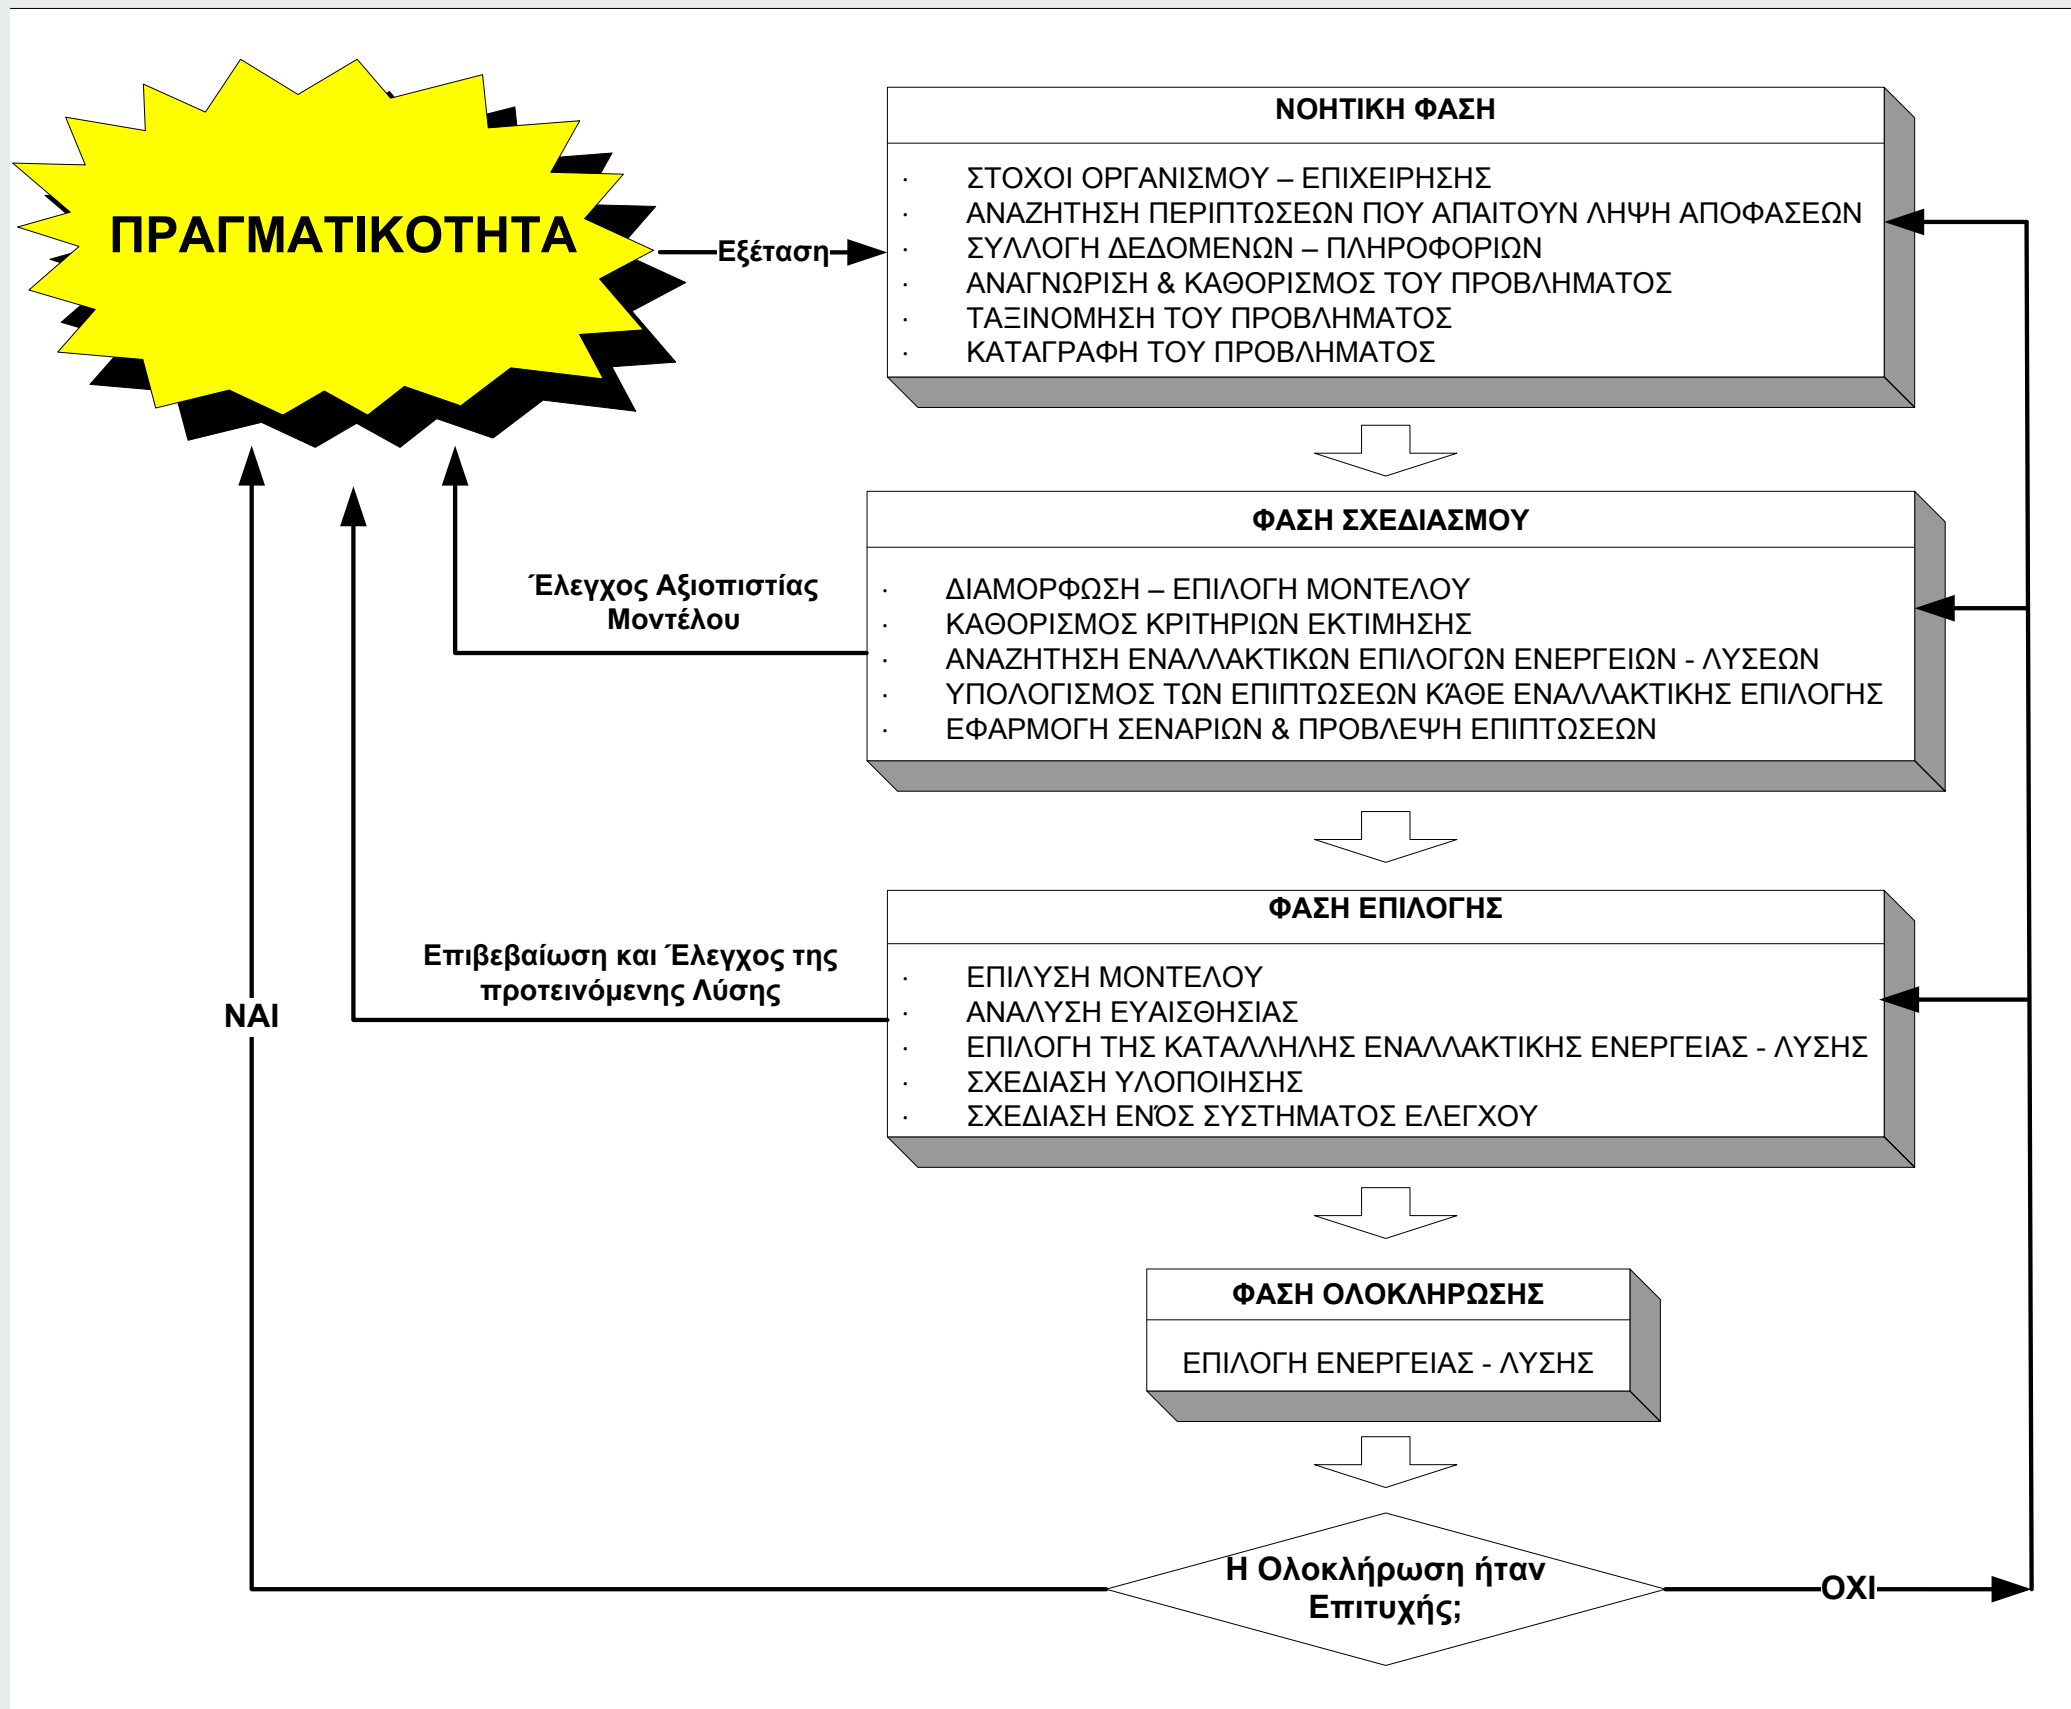 ΠΡΑΓΜΑΤΙΚΟΤΗΤΑ
Εξέταση
ΝΟΗΤΙΚΗ ΦΑΣΗ
· ΣΤΟΧΟΙ ΟΡΓΑΝΙΣΜΟΥ – ΕΠΙΧΕΙΡΗΣΗΣ
· ΑΝΑΖΗΤΗΣΗ ΠΕΡΙΠΤΩΣΕΩΝ ΠΟΥ ΑΠΑΙΤΟΥΝ ΛΗΨΗ ΑΠΟΦΑΣΕΩΝ
· ΣΥΛΛΟΓΗ ΔΕΔΟΜΕΝΩΝ – ΠΛΗΡΟΦΟΡΙΩΝ
· ΑΝΑΓΝΩΡΙΣΗ & ΚΑΘΟΡΙΣΜΟΣ ΤΟΥ ΠΡΟΒΛΗΜΑΤΟΣ
· ΤΑΞΙΝΟΜΗΣΗ ΤΟΥ ΠΡΟΒΛΗΜΑΤΟΣ
· ΚΑΤΑΓΡΑΦΗ ΤΟΥ ΠΡΟΒΛΗΜΑΤΟΣ
ΦΑΣΗ ΣΧΕΔΙΑΣΜΟΥ
· ΔΙΑΜΟΡΦΩΣΗ – ΕΠΙΛΟΓΗ ΜΟΝΤΕΛΟΥ
· ΚΑΘΟΡΙΣΜΟΣ ΚΡΙΤΗΡΙΩΝ ΕΚΤΙΜΗΣΗΣ
· ΑΝΑΖΗΤΗΣΗ ΕΝΑΛΛΑΚΤΙΚΩΝ ΕΠΙΛΟΓΩΝ ΕΝΕΡΓΕΙΩΝ - ΛΥΣΕΩΝ
· ΥΠΟΛΟΓΙΣΜΟΣ ΤΩΝ ΕΠΙΠΤΩΣΕΩΝ ΚΆΘΕ ΕΝΑΛΛΑΚΤΙΚΗΣ ΕΠΙΛΟΓΗΣ
· ΕΦΑΡΜΟΓΗ ΣΕΝΑΡΙΩΝ & ΠΡΟΒΛΕΨΗ ΕΠΙΠΤΩΣΕΩΝ
Έλεγχος Αξιοπιστίας
Μοντέλου
ΦΑΣΗ ΕΠΙΛΟΓΗΣ
· ΕΠΙΛΥΣΗ ΜΟΝΤΕΛΟΥ
· ΑΝΑΛΥΣΗ ΕΥΑΙΣΘΗΣΙΑΣ
· ΕΠΙΛΟΓΗ ΤΗΣ ΚΑΤΑΛΛΗΛΗΣ ΕΝΑΛΛΑΚΤΙΚΗΣ ΕΝΕΡΓΕΙΑΣ - ΛΥΣΗΣ
· ΣΧΕΔΙΑΣΗ ΥΛΟΠΟΙΗΣΗΣ
· ΣΧΕΔΙΑΣΗ ΕΝΌΣ ΣΥΣΤΗΜΑΤΟΣ ΕΛΕΓΧΟΥ
Επιβεβαίωση και Έλεγχος της
προτεινόμενης Λύσης
ΝΑΙ
ΦΑΣΗ ΟΛΟΚΛΗΡΩΣΗΣ
ΕΠΙΛΟΓΗ ΕΝΕΡΓΕΙΑΣ - ΛΥΣΗΣ
Η Ολοκλήρωση ήταν
Επιτυχής;
ΟΧΙ